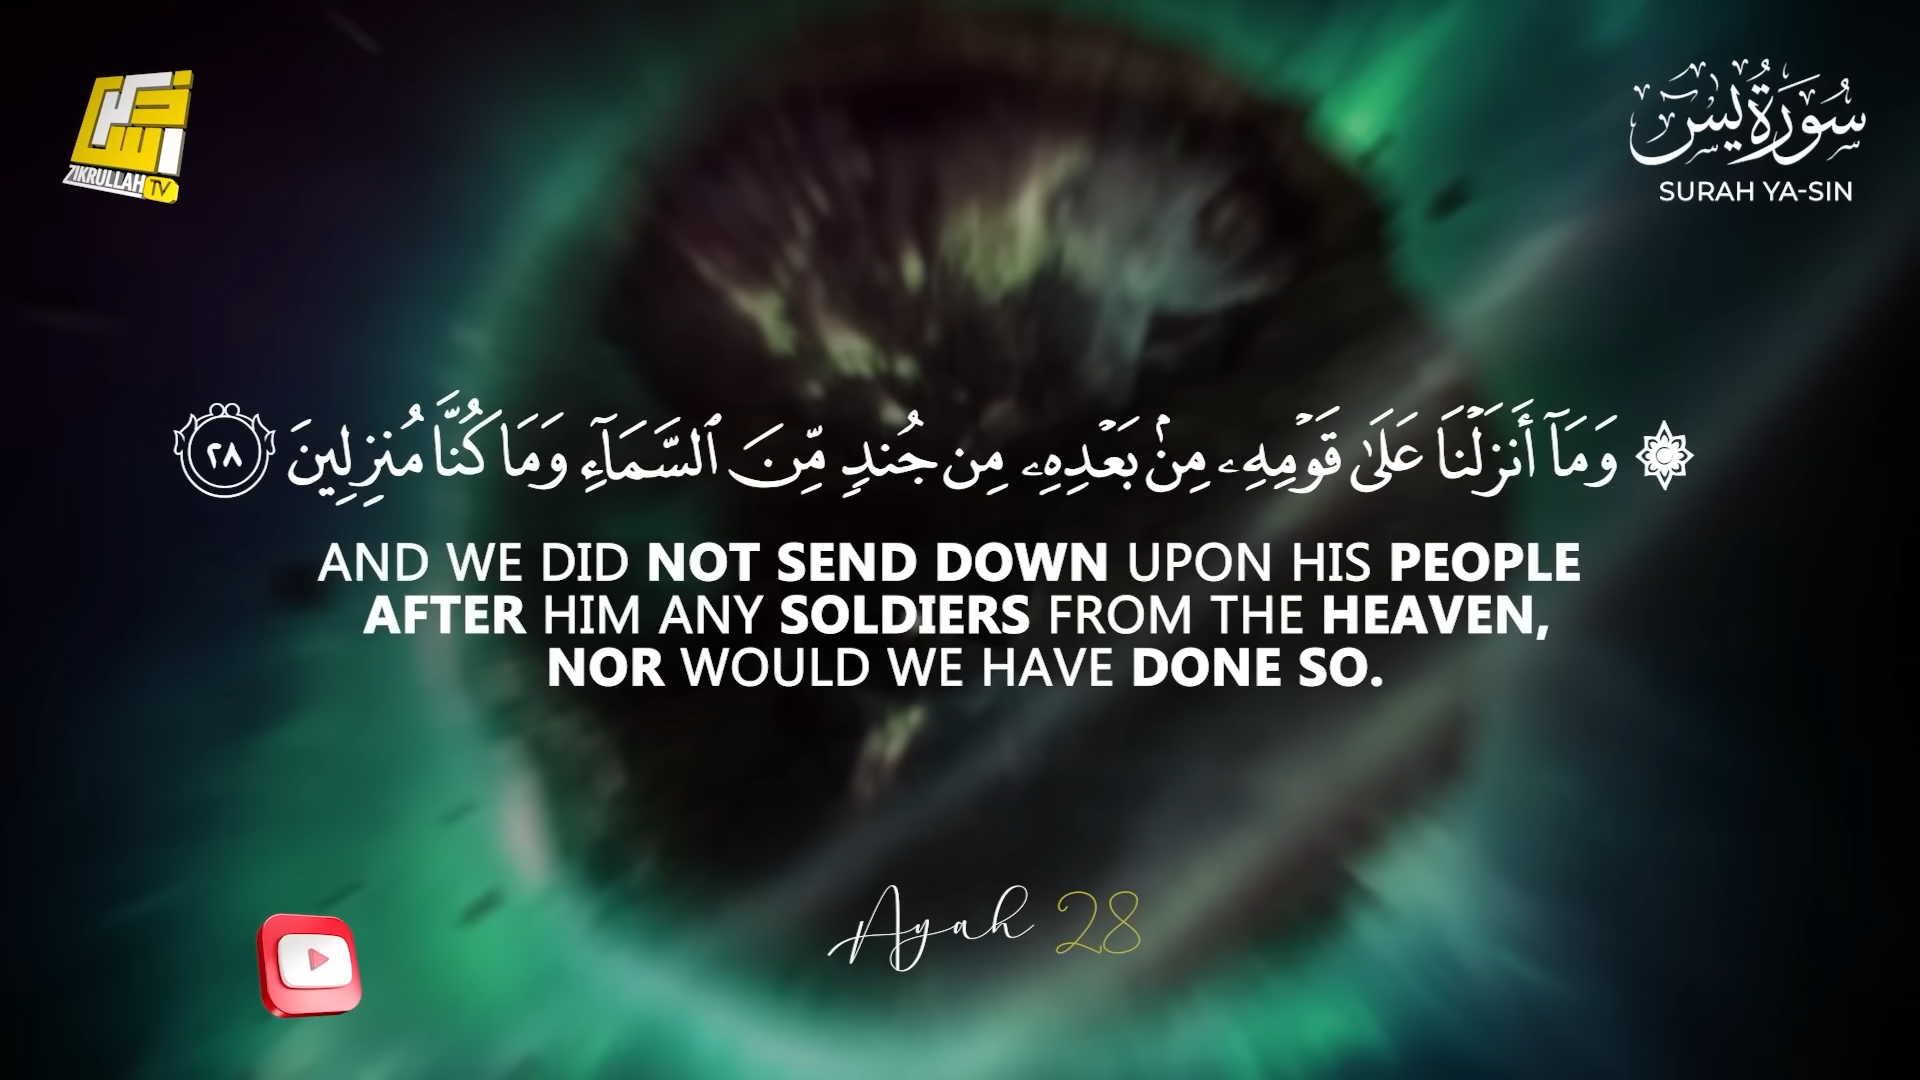 ZIKRULLAH TV
سُورَةُ يسٓ
SURAH YA-SIN
۞ وَمَآ أَنزَلْنَا عَلَىٰ قَوْمِهِۦ مِنۢ بَعْدِهِۦ مِن جُندٍ مِّنَ ٱلسَّمَآءِ وَمَا كُنَّا مُنزِلِينَ ٢٨
AND WE DID NOT SEND DOWN UPON HIS PEOPLE
AFTER HIM ANY SOLDIERS FROM THE HEAVEN,
NOR WOULD WE HAVE DONE SO.
Ayah 28